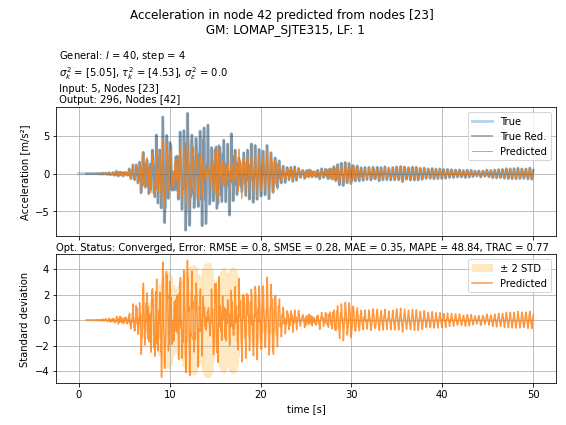 Acceleration in node 42 predicted from nodes [23]
GM: LOMAP_SJTE315, LF: 1
General: l = 40, step = 4
σ²ₖ = [5.05], τ²ₖ = [4.53], σ²ₑ = 0.0
Input: 5, Nodes [23]
Output: 296, Nodes [42]
True
True Red.
Predicted
Acceleration [m/s²]
5
0
−5
Opt. Status: Converged, Error: RMSE = 0.8, SMSE = 0.28, MAE = 0.35, MAPE = 48.84, TRAC = 0.77
± 2 STD
Predicted
Standard deviation
4
2
0
−2
−4
0 10 20 30 40 50
time [s]